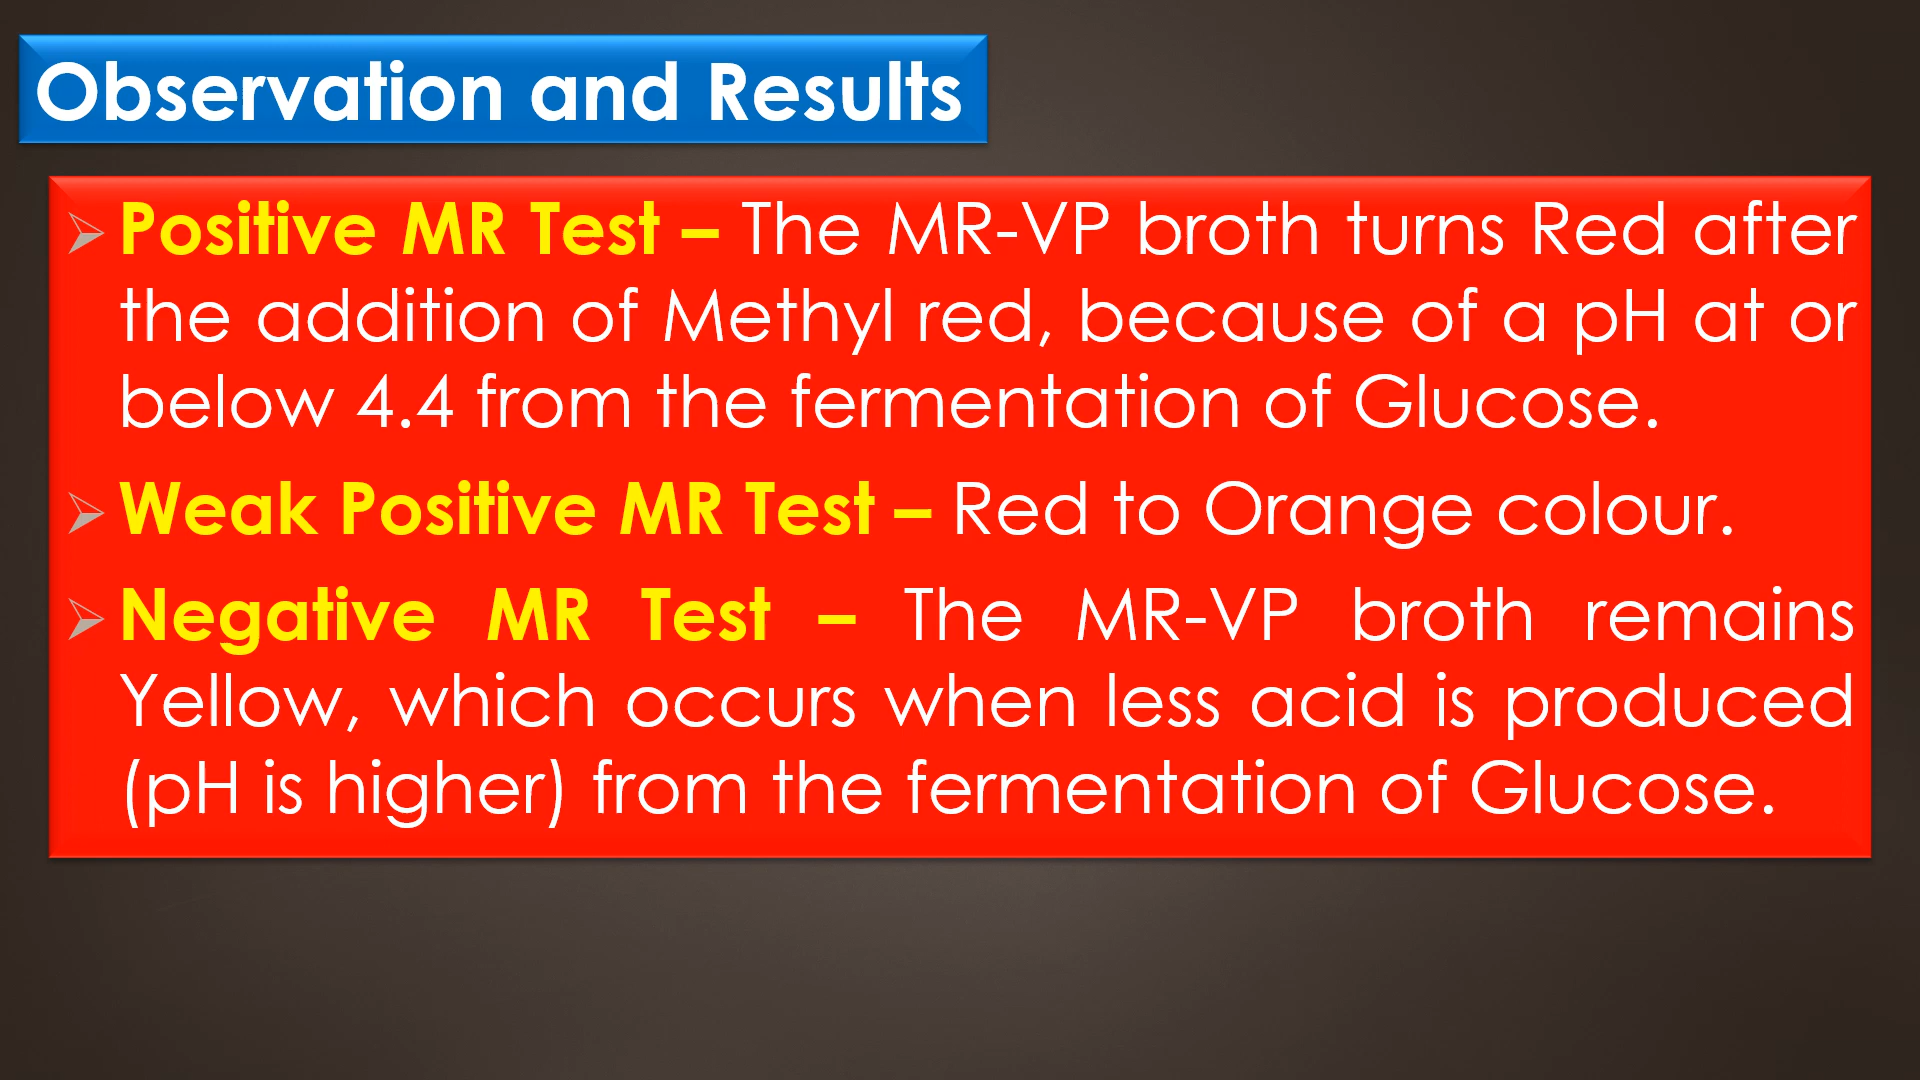 Observation and Results
➢ Positive MR Test – The MR-VP broth turns Red after
the addition of Methyl red, because of a pH at or
below 4.4 from the fermentation of Glucose.
➢ Weak Positive MR Test – Red to Orange colour.
➢ Negative MR Test – The MR-VP broth remains
Yellow, which occurs when less acid is produced
(pH is higher) from the fermentation of Glucose.